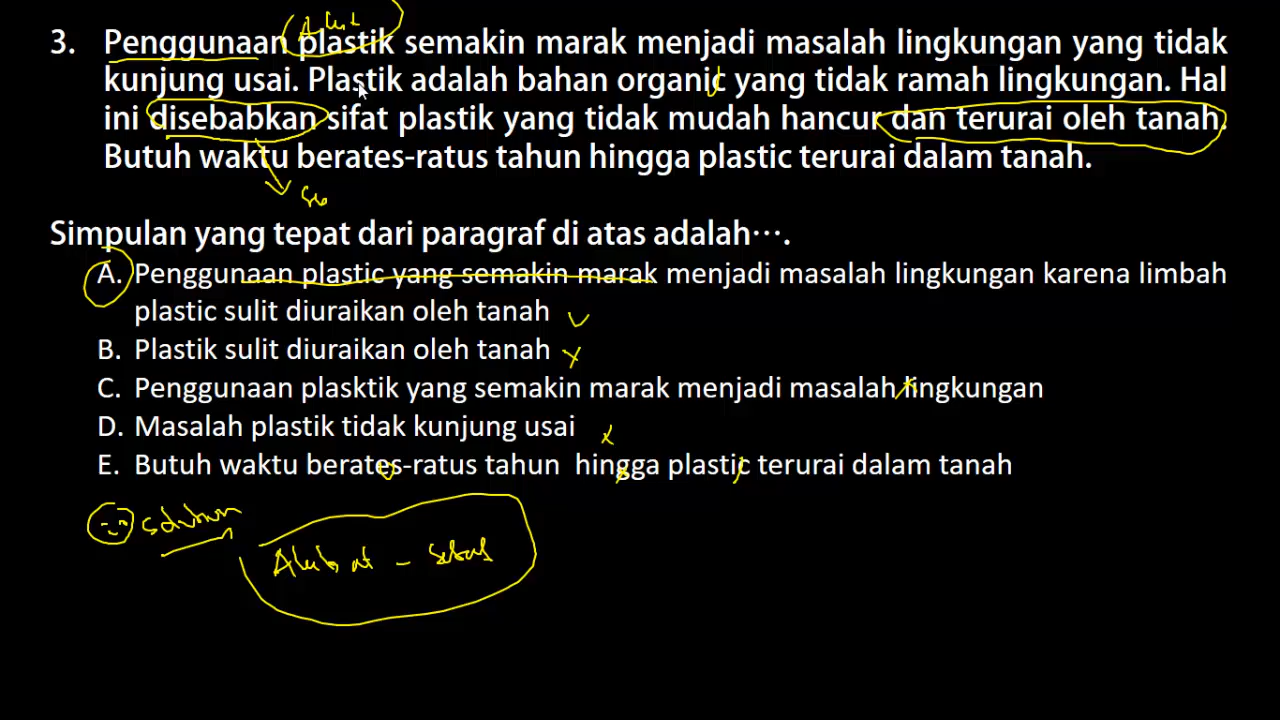 3. Penggunaan plastik semakin marak menjadi masalah lingkungan yang tidak
kunjung usai. Plastik adalah bahan organic yang tidak ramah lingkungan. Hal
ini disebabkan sifat plastik yang tidak mudah hancur dan terurai oleh tanah.
Butuh waktu berates-ratus tahun hingga plastic terurai dalam tanah.
Simpulan yang tepat dari paragraf di atas adalah….
A. Penggunaan plastic yang semakin marak menjadi masalah lingkungan karena limbah
plastic sulit diuraikan oleh tanah
B. Plastik sulit diuraikan oleh tanah
C. Penggunaan plasktik yang semakin marak menjadi masalah lingkungan
D. Masalah plastik tidak kunjung usai
E. Butuh waktu berates-ratus tahun hingga plastic terurai dalam tanah